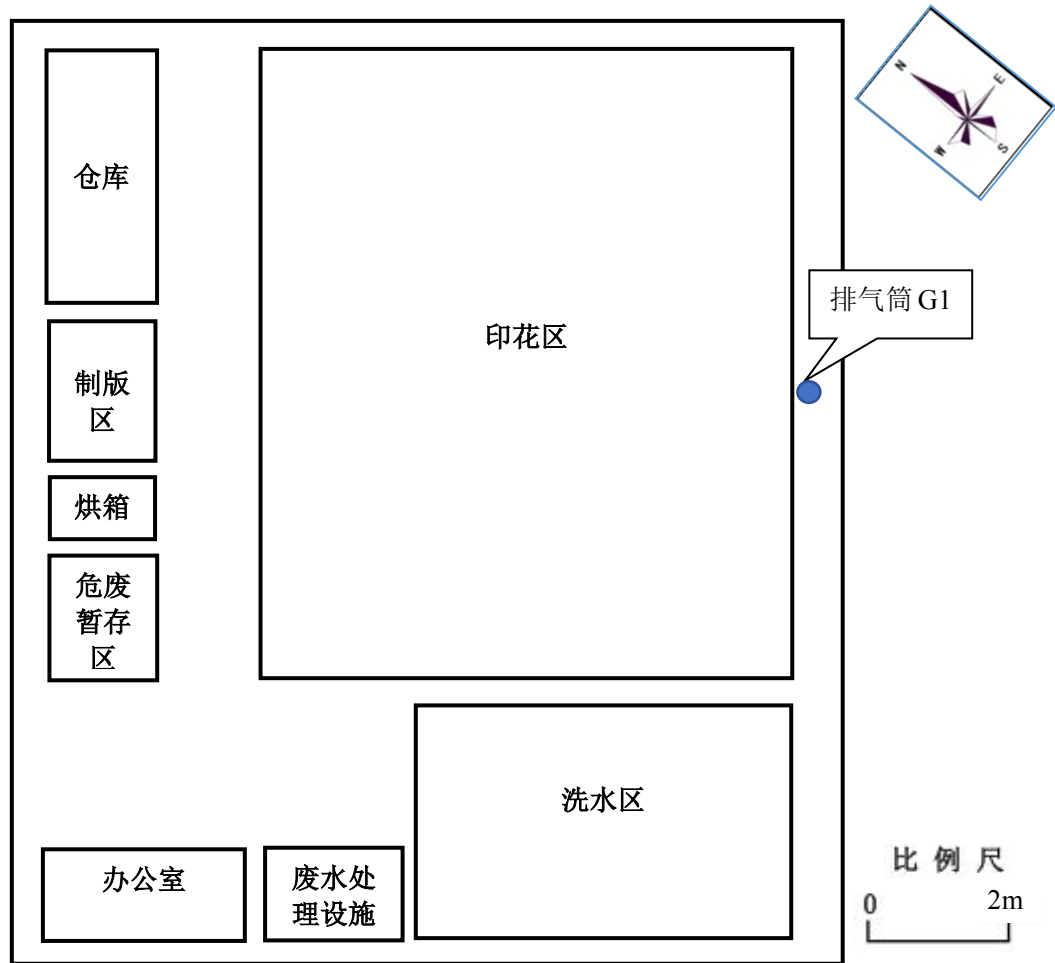 N
E
W
S
仓库
排气筒 G1
印花区
制版
区
烘箱
危废
暂存
区
洗水区
办公室
废水处
理设施
比 例 尺
0
2m